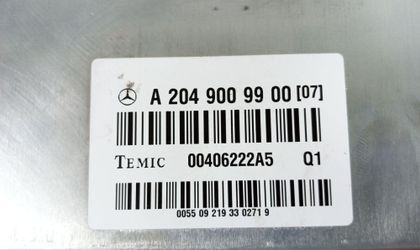 A 204 900 99 00 [07]
TEMIC 00406222A5 Q1
0055 09 219 33 0271 9